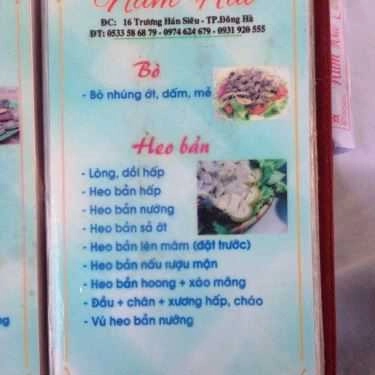 ĐC: 16 Trương Hán Siêu - TP.Đông Hà
ĐT: 0533 58 68 79 - 0974 624 679 - 0931 920 555
Bò
- Bò nhúng ớt, dấm, mẻ
Heo bản
- Lòng, dồi hấp
- Heo bản hấp
- Heo bản nướng
- Heo bản sả ớt
- Heo bản lên mâm (đặt trước)
- Heo bản nấu rượu mận
- Heo bản hoong + xáo măng
- Đầu + chân + xương hấp, cháo
- Vú heo bản nướng